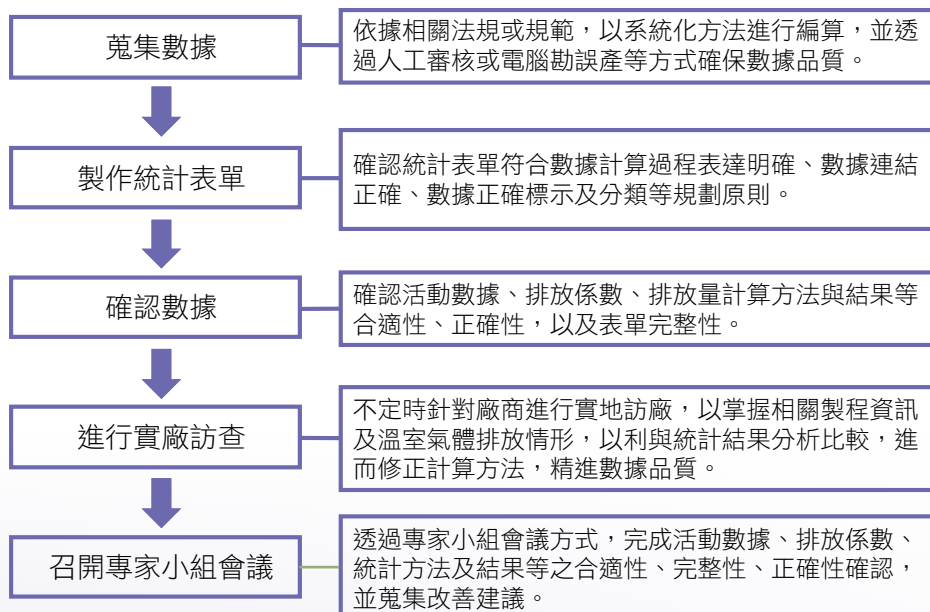 蒐集數據
依據相關法規或規範，以系統化方法進行編算，並透
過人工審核或電腦勘誤產等方式確保數據品質。
製作統計表單
確認統計表單符合數據計算過程表達明確、數據連結
正確、數據正確標示及分類等規劃原則。
確認數據
確認活動數據、排放係數、排放量計算方法與結果等
合適性、正確性，以及表單完整性。
進行實廠訪查
不定時針對廠商進行實地訪廠，以掌握相關製程資訊
及溫室氣體排放情形，以利與統計結果分析比較，進
而修正計算方法，精進數據品質。
召開專家小組會議
透過專家小組會議方式，完成活動數據、排放係數、
統計方法及結果等之合適性、完整性、正確性確認，
並蒐集改善建議。